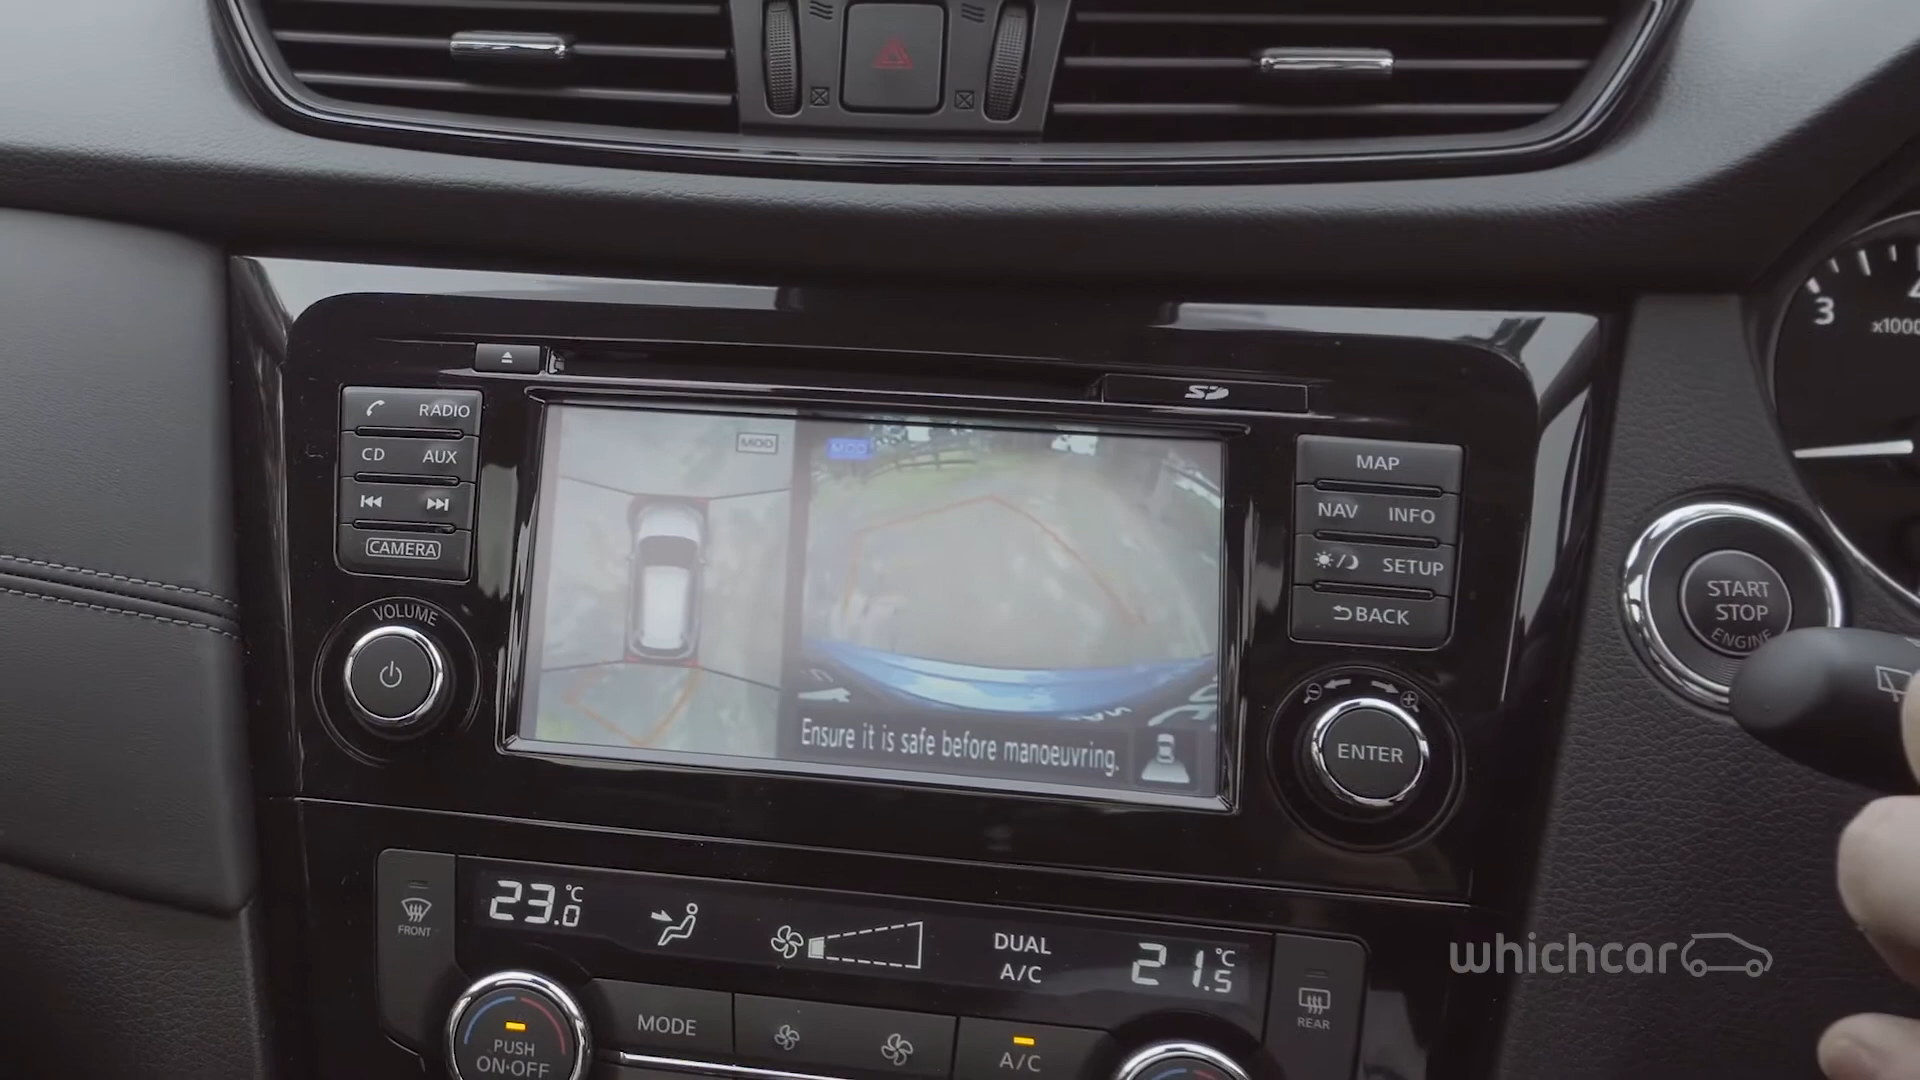 3
x1000
SD
RADIO
CD AUX
CAMERA
VOLUME
MOD
MOD
Ensure it is safe before manoeuvring.
MAP
NAV INFO
SETUP
BACK
ENTER
START
STOP
ENGINE
FRONT
23.0 °C
DUAL
A/C
21.5 °C
REAR
whichcar
PUSH
ON·OFF
MODE
A/C